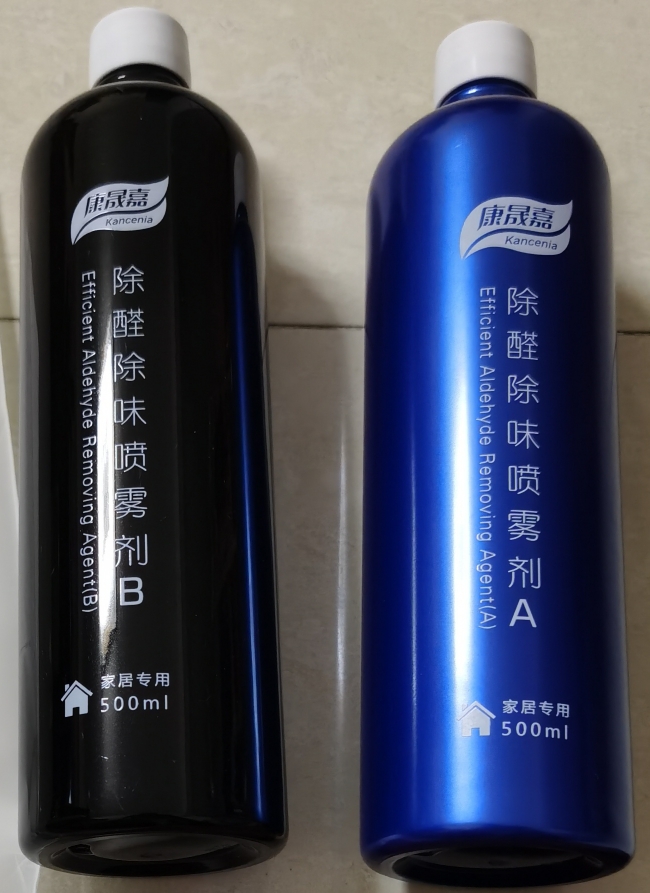 康晟嘉
Kancenia
除醛除味喷雾剂B
Efficient Aldehyde Removing Agent(B)
家居专用
500ml
康晟嘉
Kancenia
除醛除味喷雾剂A
Efficient Aldehyde Removing Agent(A)
家居专用
500ml